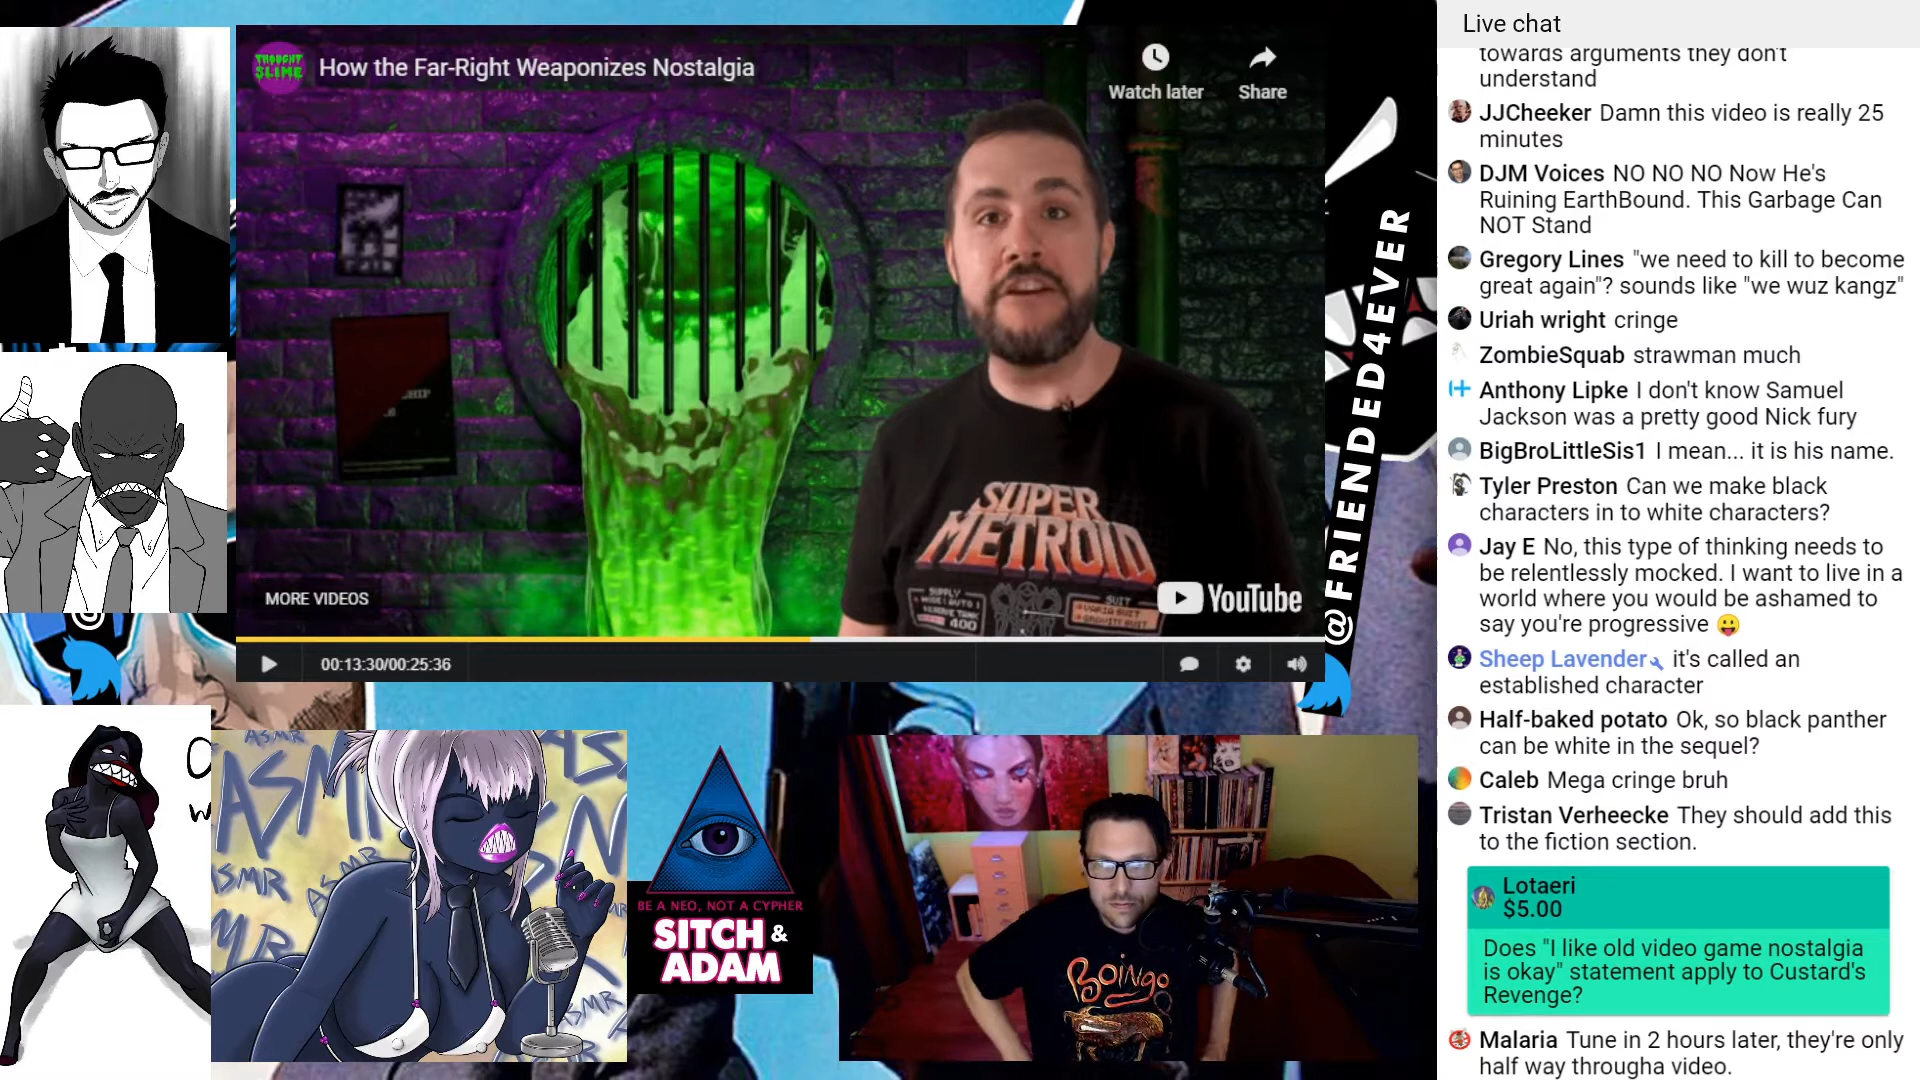 THOUGHT
SLIME
How the Far-Right Weaponizes Nostalgia
Watch later
Share
SUPER
METROID
400
MORE VIDEOS
YouTube
00:13:30/00:25:36
@FRIENDED4EVER
ASMR
ASMR
ASMR
ASMR
ASMR
BE A NEO, NOT A CYPHER
SITCH &
ADAM
BOINGO
Live chat
towards arguments they don't
understand
JJCheeker Damn this video is really 25
minutes
DJM Voices NO NO NO Now He's
Ruining EarthBound. This Garbage Can
NOT Stand
Gregory Lines "we need to kill to become
great again"? sounds like "we wuz kangz"
Uriah wright cringe
ZombieSquab strawman much
Anthony Lipke I don't know Samuel
Jackson was a pretty good Nick fury
BigBroLittleSis1 I mean... it is his name.
Tyler Preston Can we make black
characters in to white characters?
Jay E No, this type of thinking needs to
be relentlessly mocked. I want to live in a
world where you would be ashamed to
say you're progressive 😛
Sheep Lavender it's called an
established character
Half-baked potato Ok, so black panther
can be white in the sequel?
Caleb Mega cringe bruh
Tristan Verheecke They should add this
to the fiction section.
Lotaeri
$5.00
Does "I like old video game nostalgia
is okay" statement apply to Custard's
Revenge?
Malaria Tune in 2 hours later, they're only
half way througha video.